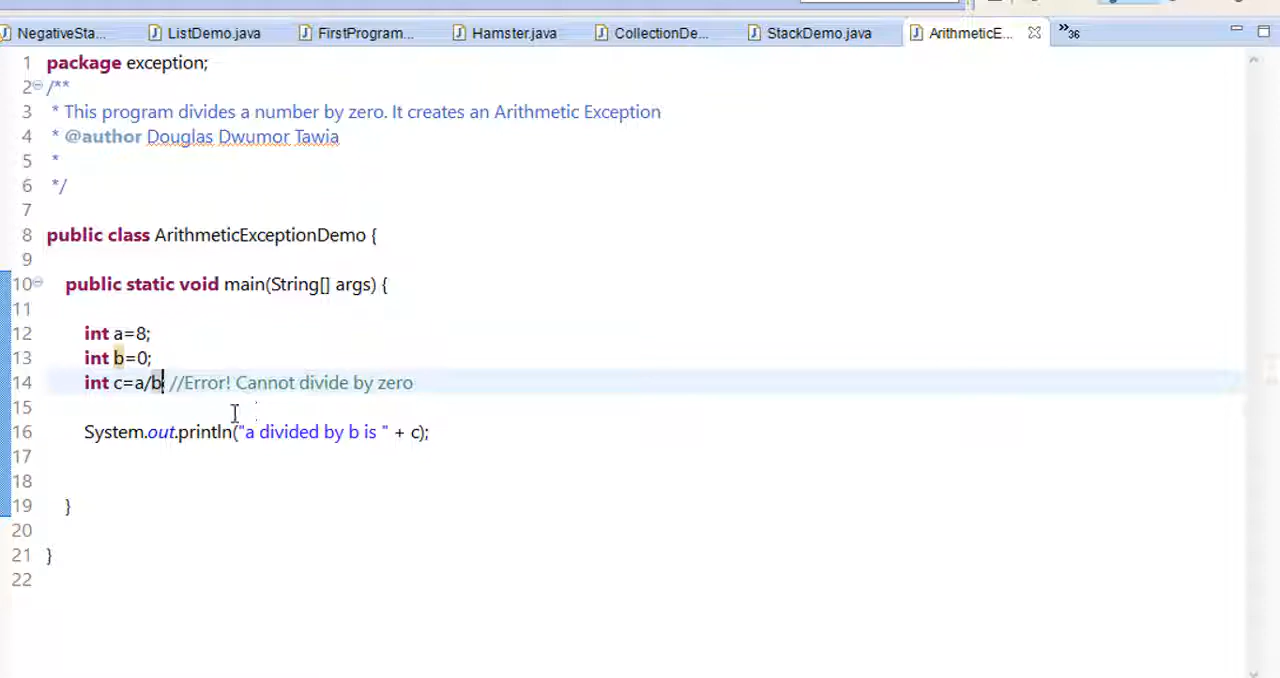 NegativeSta...
ListDemo.java
FirstProgram...
Hamster.java
CollectionDe...
StackDemo.java
ArithmeticE...
36
1 package exception;
2 /**
3 * This program divides a number by zero. It creates an Arithmetic Exception
4 * @author Douglas Dwumor Tawia
5 *
6 */
7
8 public class ArithmeticExceptionDemo {
9
10 public static void main(String[] args) {
11
12 int a=8;
13 int b=0;
14 int c=a/b; //Error! Cannot divide by zero
15
16 System.out.println("a divided by b is " + c);
17
18
19 }
20
21 }
22